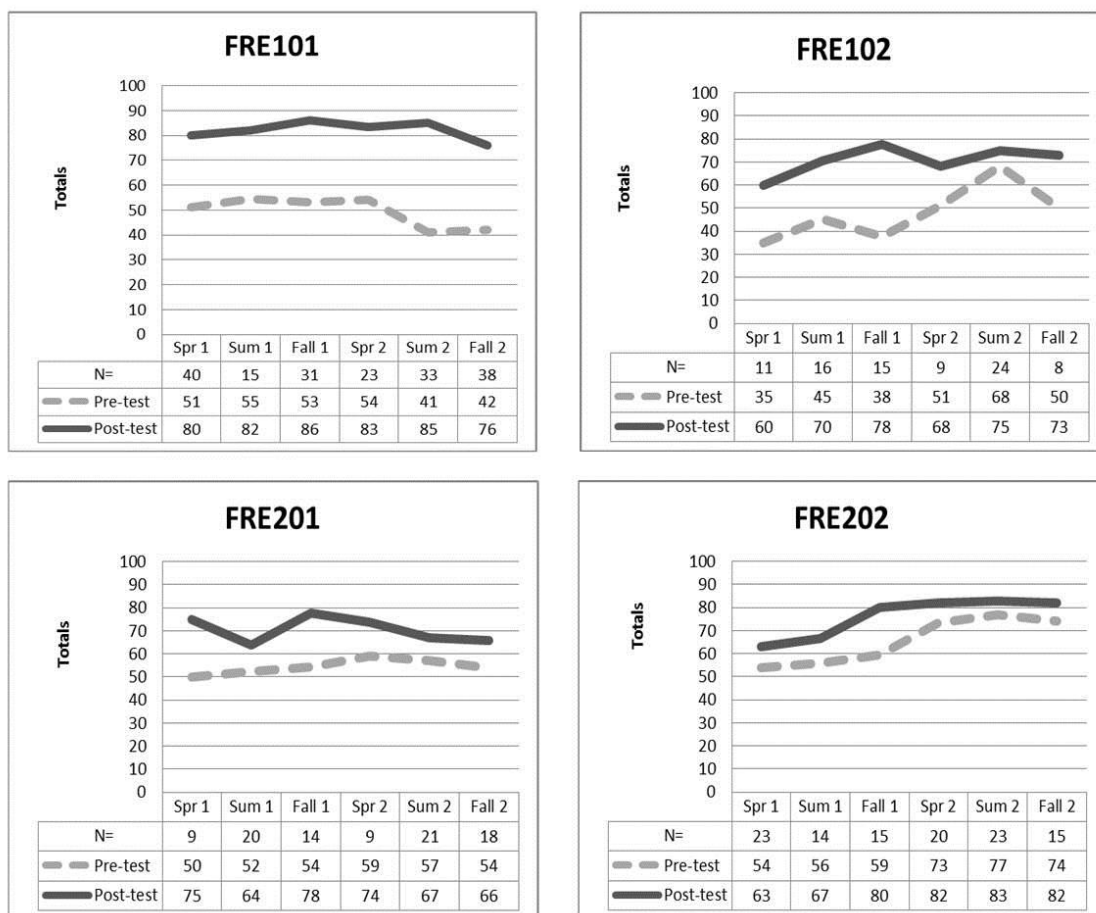 FRE101
100
90
80
70
60
50
40
30
20
10
0
Totals
Spr 1 Sum 1 Fall 1 Spr 2 Sum 2 Fall 2
N= 40 15 31 23 33 38
Pre-test 51 55 53 54 41 42
Post-test 80 82 86 83 85 76
FRE102
100
90
80
70
60
50
40
30
20
10
0
Totals
Spr 1 Sum 1 Fall 1 Spr 2 Sum 2 Fall 2
N= 11 16 15 9 24 8
Pre-test 35 45 38 51 68 50
Post-test 60 70 78 68 75 73
FRE201
100
90
80
70
60
50
40
30
20
10
0
Totals
Spr 1 Sum 1 Fall 1 Spr 2 Sum 2 Fall 2
N= 9 20 14 9 21 18
Pre-test 50 52 54 59 57 54
Post-test 75 64 78 74 67 66
FRE202
100
90
80
70
60
50
40
30
20
10
0
Totals
Spr 1 Sum 1 Fall 1 Spr 2 Sum 2 Fall 2
N= 23 14 15 20 23 15
Pre-test 54 56 59 73 77 74
Post-test 63 67 80 82 83 82